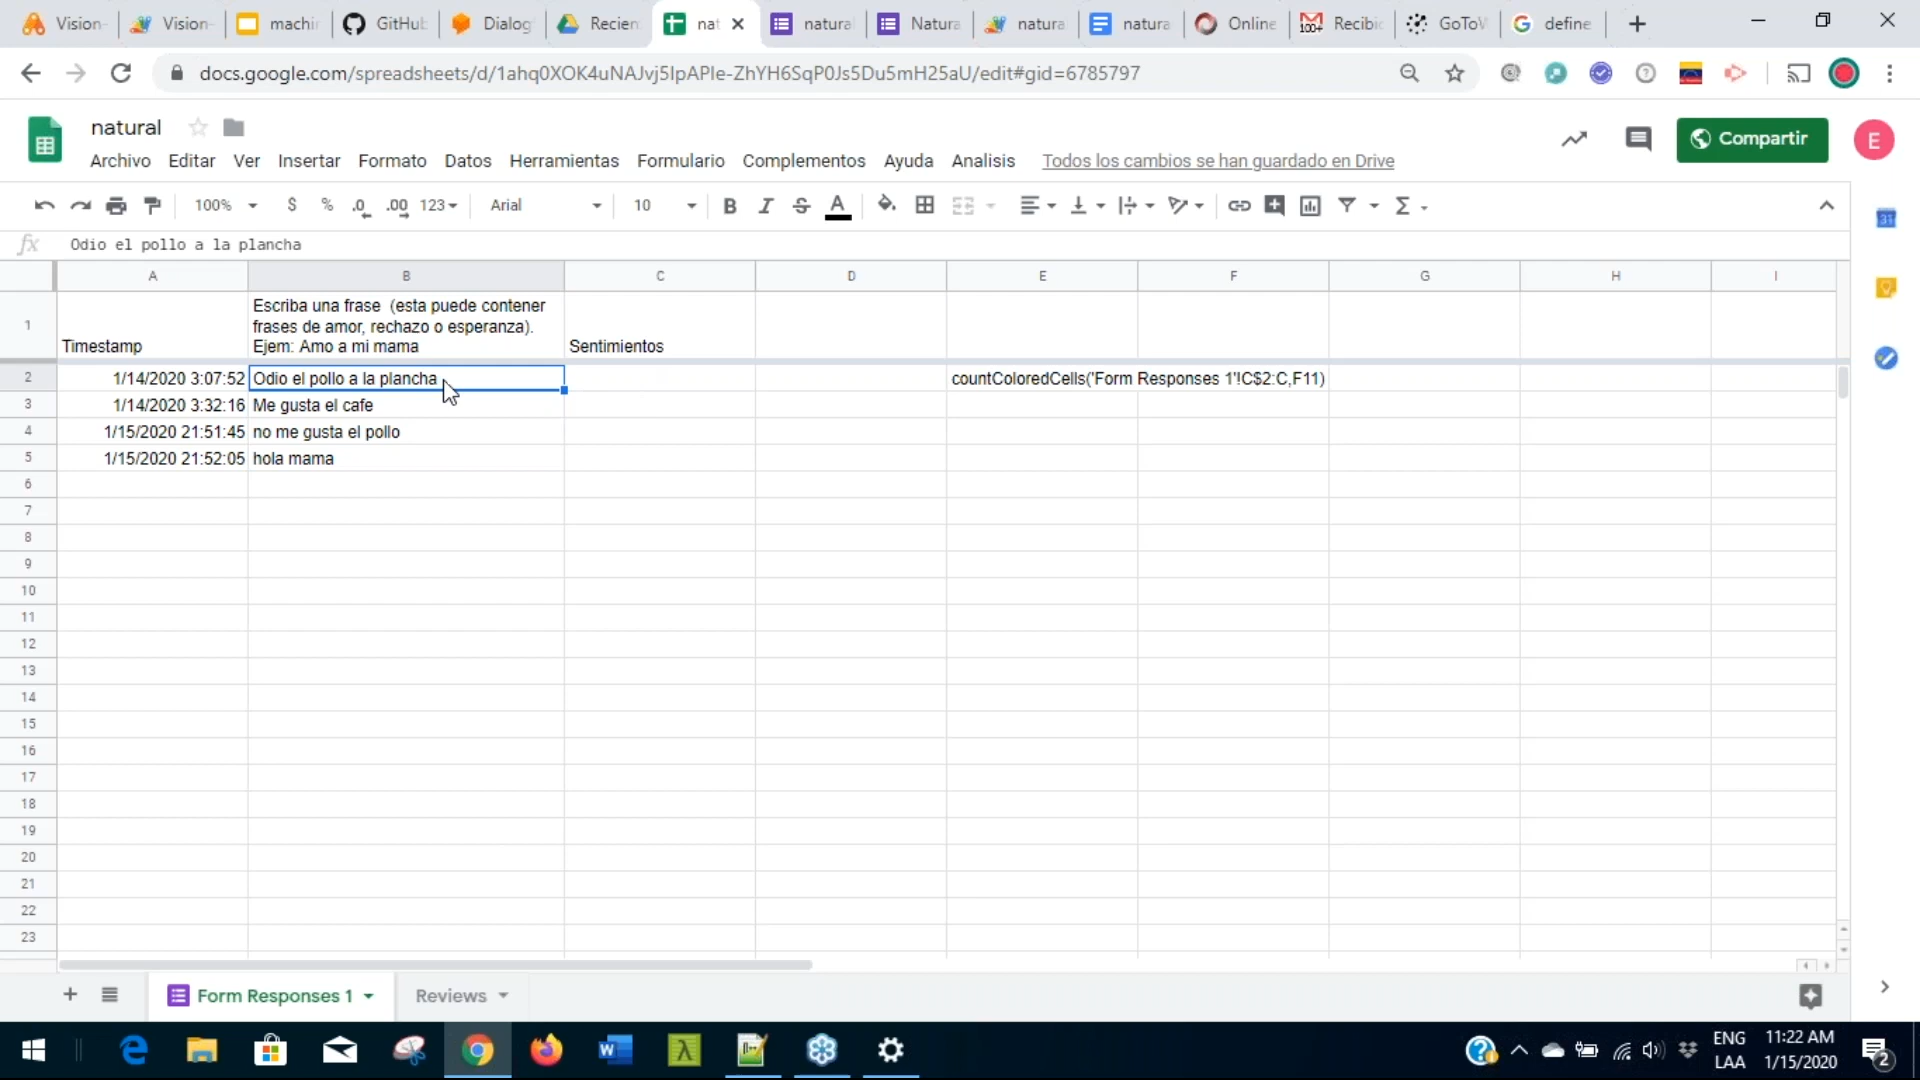 Vision-
Vision-
machin
GitHub
Dialog
Recien
nat
natura
Natura
natura
natura
Online
Recibi
GoToW
define
docs.google.com/spreadsheets/d/1ahq0XOK4uNAJvj5IpAPIe-ZhYH6SqP0Js5Du5mH25aU/edit#gid=6785797
natural
Compartir
E
Archivo Editar Ver Insertar Formato Datos Herramientas Formulario Complementos Ayuda Analisis Todos los cambios se han guardado en Drive
100% $ % .0 .00 123 Arial 10 B I S A
31
fx Odio el pollo a la plancha
A B C D E F G H I
1
Escriba una frase (esta puede contener
frases de amor, rechazo o esperanza).
Timestamp Ejem: Amo a mi mama Sentimientos
2 1/14/2020 3:07:52 Odio el pollo a la plancha countColoredCells('Form Responses 1'!C$2:C,F11)
3 1/14/2020 3:32:16 Me gusta el cafe
4 1/15/2020 21:51:45 no me gusta el pollo
5 1/15/2020 21:52:05 hola mama
6
7
8
9
10
11
12
13
14
15
16
17
18
19
20
21
22
23
Form Responses 1 Reviews
ENG 11:22 AM
LAA 1/15/2020
2